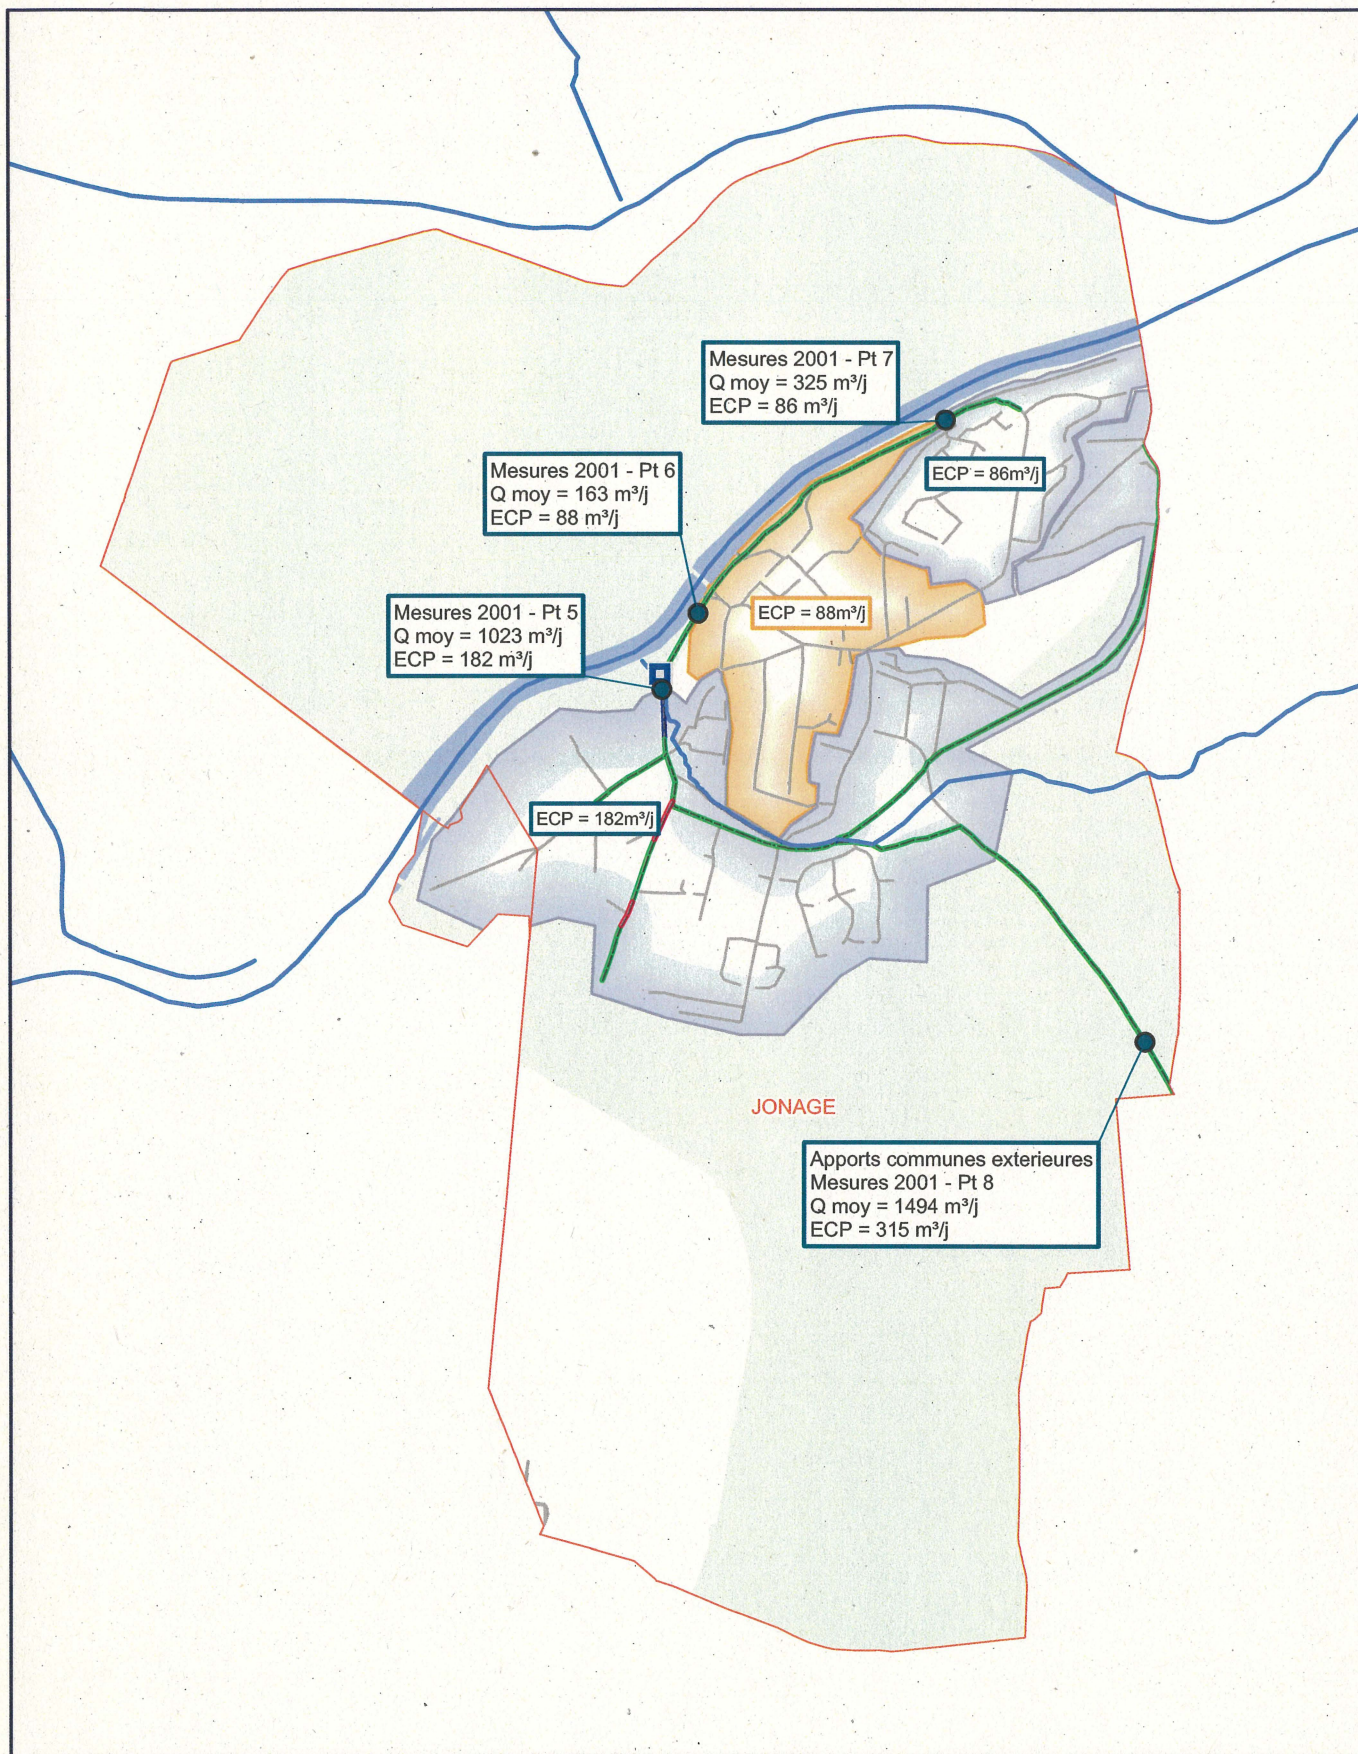 Mesures 2001 - Pt 7
Q moy = 325 m³/j
ECP = 86 m³/j
ECP = 86m³/j
Mesures 2001 - Pt 6
Q moy = 163 m³/j
ECP = 88 m³/j
ECP = 88m³/j
Mesures 2001 - Pt 5
Q moy = 1023 m³/j
ECP = 182 m³/j
ECP = 182m³/j
JONAGE
Apports communes exterieures
Mesures 2001 - Pt 8
Q moy = 1494 m³/j
ECP = 315 m³/j